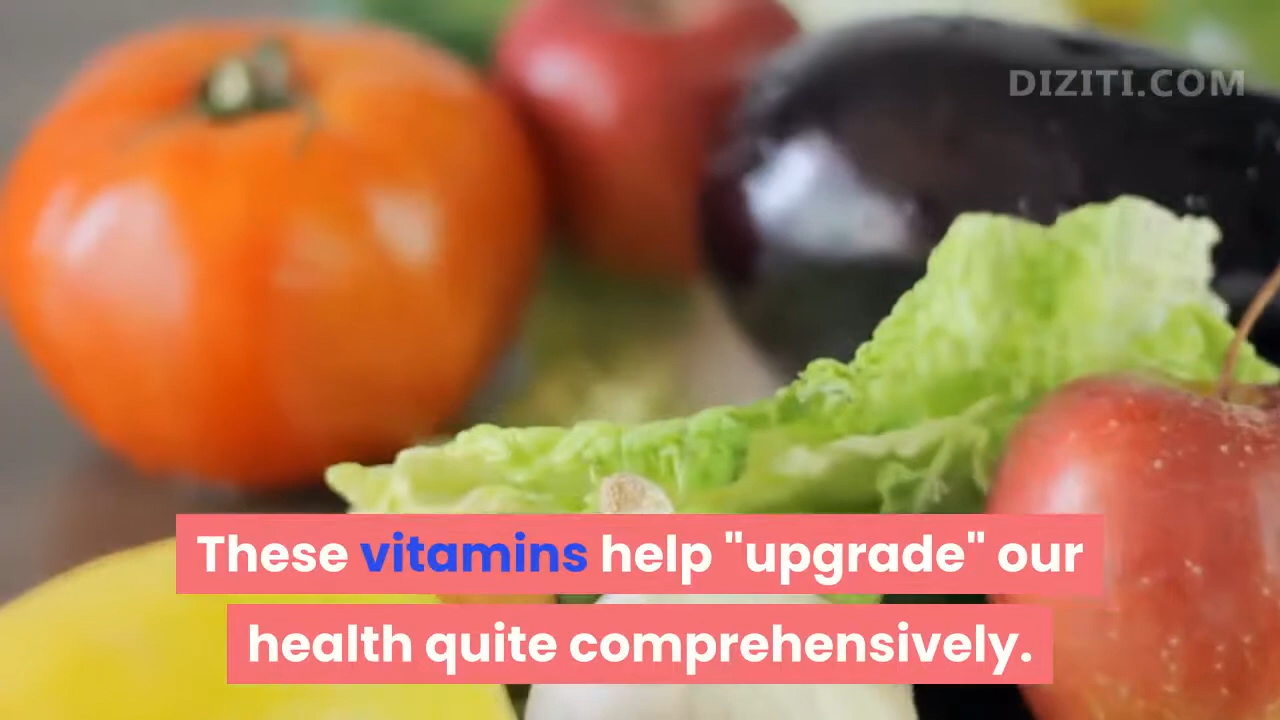 DIZITI.COM
These vitamins help "upgrade" our
health quite comprehensively.